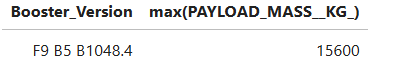 Booster_Version max(PAYLOAD_MASS__KG_)
F9 B5 B1048.4 15600